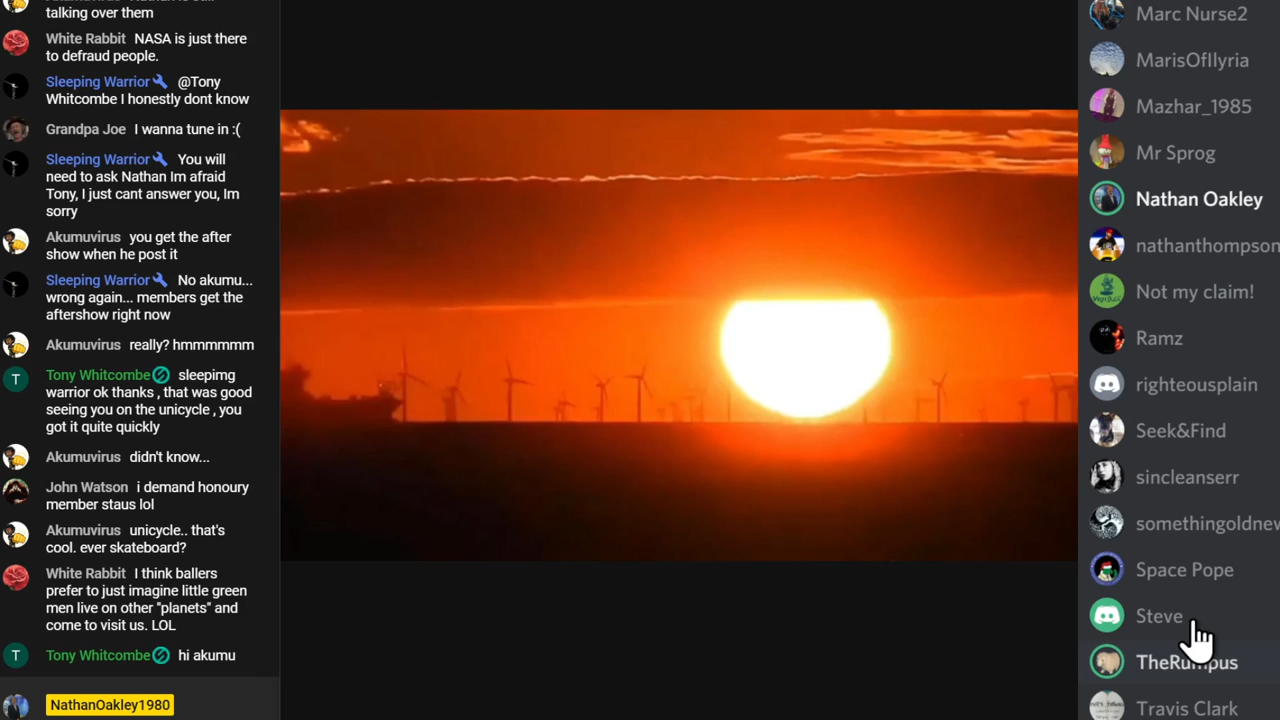 talking over them
White Rabbit NASA is just there
to defraud people.
Sleeping Warrior @Tony
Whitcombe I honestly dont know
Grandpa Joe I wanna tune in :(
Sleeping Warrior You will
need to ask Nathan Im afraid
Tony, I just cant answer you, Im
sorry
Akumuvirus you get the after
show when he post it
Sleeping Warrior No akumu...
wrong again... members get the
aftershow right now
Akumuvirus really? hmmmmmm
Tony Whitcombe sleepimg
warrior ok thanks , that was good
seeing you on the unicycle , you
got it quite quickly
Akumuvirus didn't know...
John Watson i demand honoury
member staus lol
Akumuvirus unicycle.. that's
cool. ever skateboard?
White Rabbit I think ballers
prefer to just imagine little green
men live on other "planets" and
come to visit us. LOL
Tony Whitcombe hi akumu
NathanOakley1980
T
T
Marc Nurse2
MarisOfIlyria
Mazhar_1985
Mr Sprog
Nathan Oakley
nathanthompson
Not my claim!
Ramz
righteousplain
Seek&Find
sincleanserr
somethingoldnew
Space Pope
Steve
TheRumpus
Travis Clark